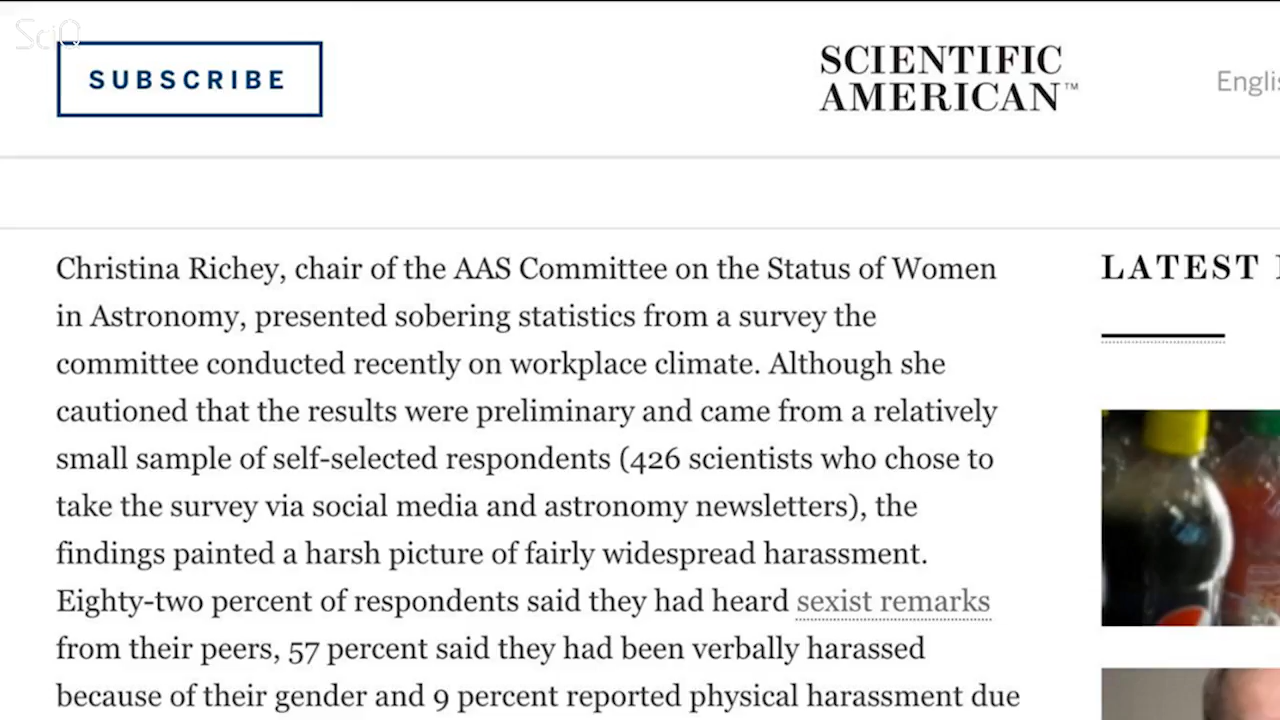 SciQ
SUBSCRIBE
SCIENTIFIC
AMERICAN™
Christina Richey, chair of the AAS Committee on the Status of Women
in Astronomy, presented sobering statistics from a survey the
committee conducted recently on workplace climate. Although she
cautioned that the results were preliminary and came from a relatively
small sample of self-selected respondents (426 scientists who chose to
take the survey via social media and astronomy newsletters), the
findings painted a harsh picture of fairly widespread harassment.
Eighty-two percent of respondents said they had heard sexist remarks
from their peers, 57 percent said they had been verbally harassed
because of their gender and 9 percent reported physical harassment due
LATEST